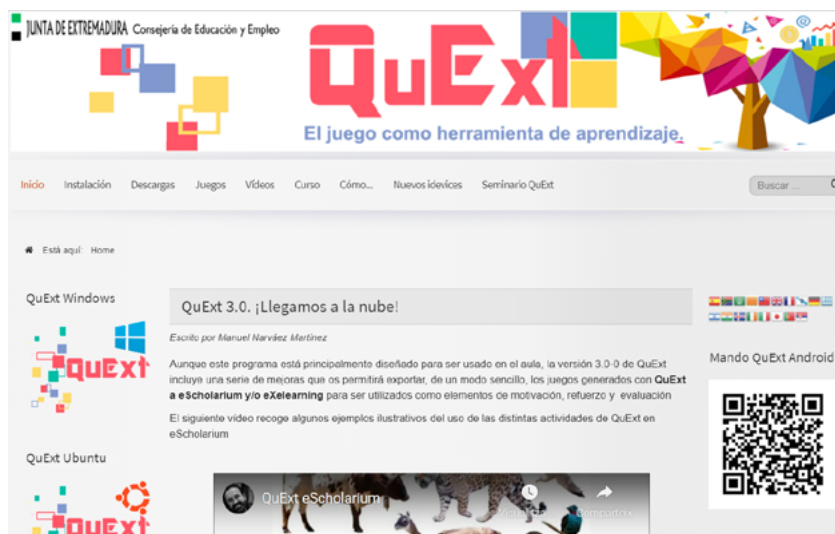 JUNTA DE EXTREMADURA Consejería de Educación y Empleo
QuExt
El juego como herramienta de aprendizaje.
Inicio Instalación Descargas Juegos Vídeos Curso Cómo... Nuevos idevices Seminario QuExt
Buscar ...
Está aquí: Home
QuExt Windows
QuExt
QuExt Ubuntu
QuExt
QuExt 3.0. ¡Llegamos a la nube!
Escrito por Manuel Narváez Martínez
Aunque este programa está principalmente diseñado para ser usado en el aula, la versión 3.0-0 de QuExt
incluye una serie de mejoras que os permitirá exportar, de un modo sencillo, los juegos generados con QuExt
a eScholarium y/o eXelearning para ser utilizados como elementos de motivación, refuerzo y evaluación
El siguiente vídeo recoge algunos ejemplos ilustrativos del uso de las distintas actividades de QuExt en
eScholarium
QuExt eScholarium
Comparteix
Mando QuExt Android